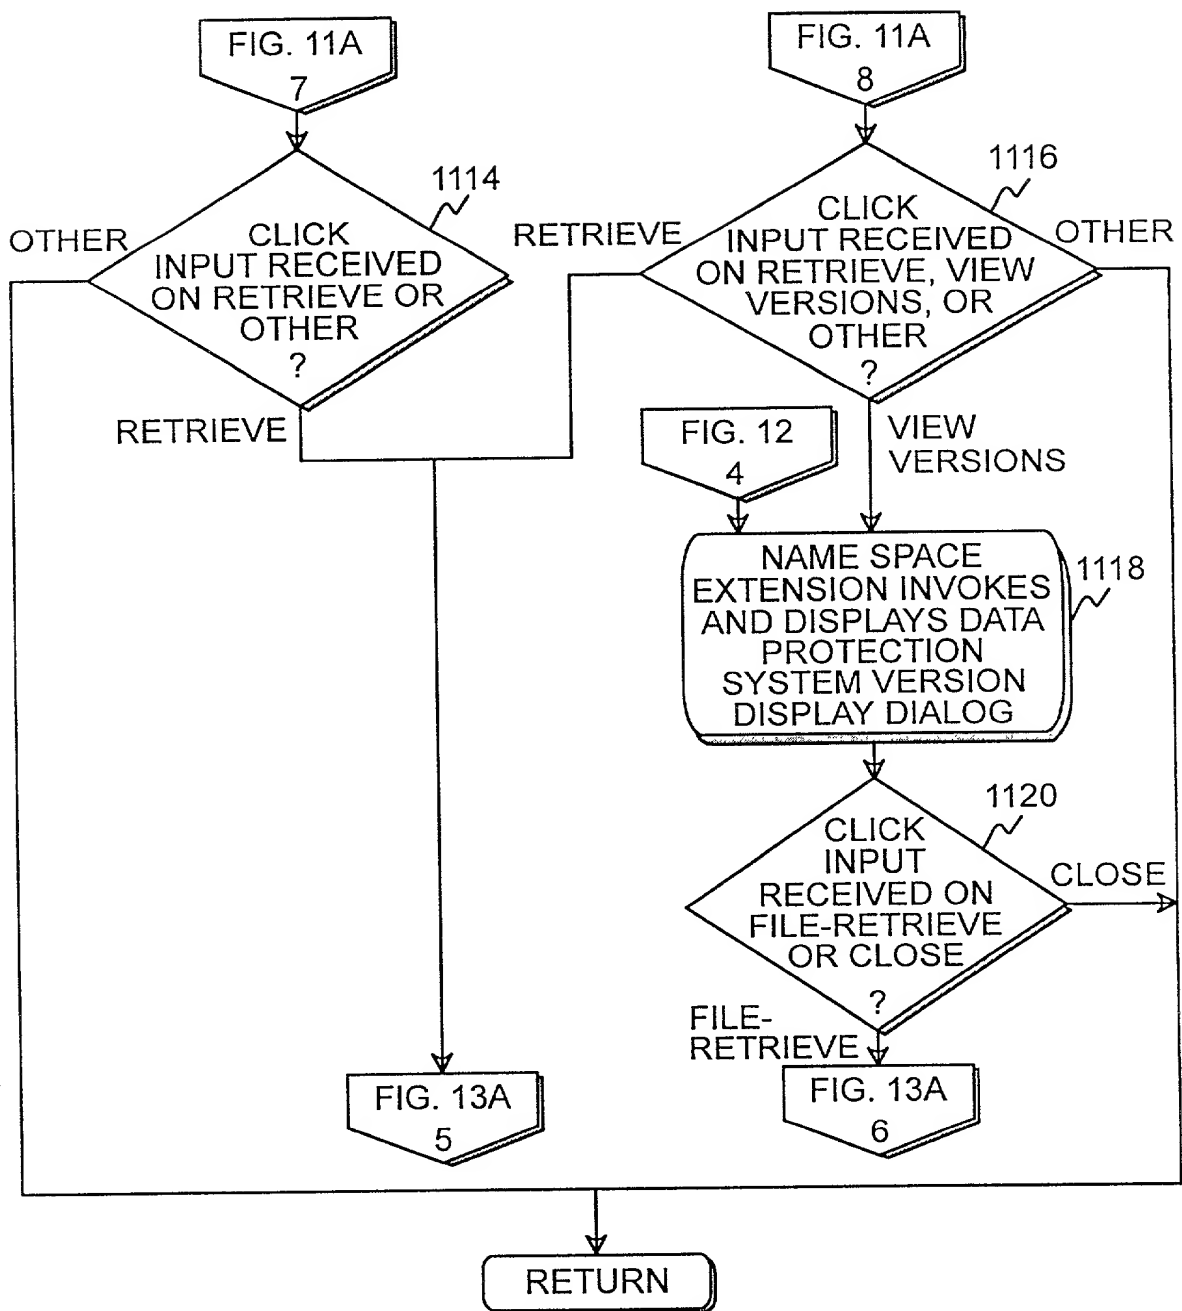 FIG. 11A
7
FIG. 11A
8
1114
1116
OTHER
CLICK
INPUT RECEIVED
ON RETRIEVE OR
OTHER
?
RETRIEVE
CLICK
INPUT RECEIVED
ON RETRIEVE, VIEW
VERSIONS, OR
OTHER
?
OTHER
RETRIEVE
FIG. 12
4
VIEW
VERSIONS
NAME SPACE
EXTENSION INVOKES
AND DISPLAYS DATA
PROTECTION
SYSTEM VERSION
DISPLAY DIALOG
1118
1120
CLICK
INPUT
RECEIVED ON
FILE-RETRIEVE
OR CLOSE
?
CLOSE
FILE-
RETRIEVE
FIG. 13A
5
FIG. 13A
6
RETURN